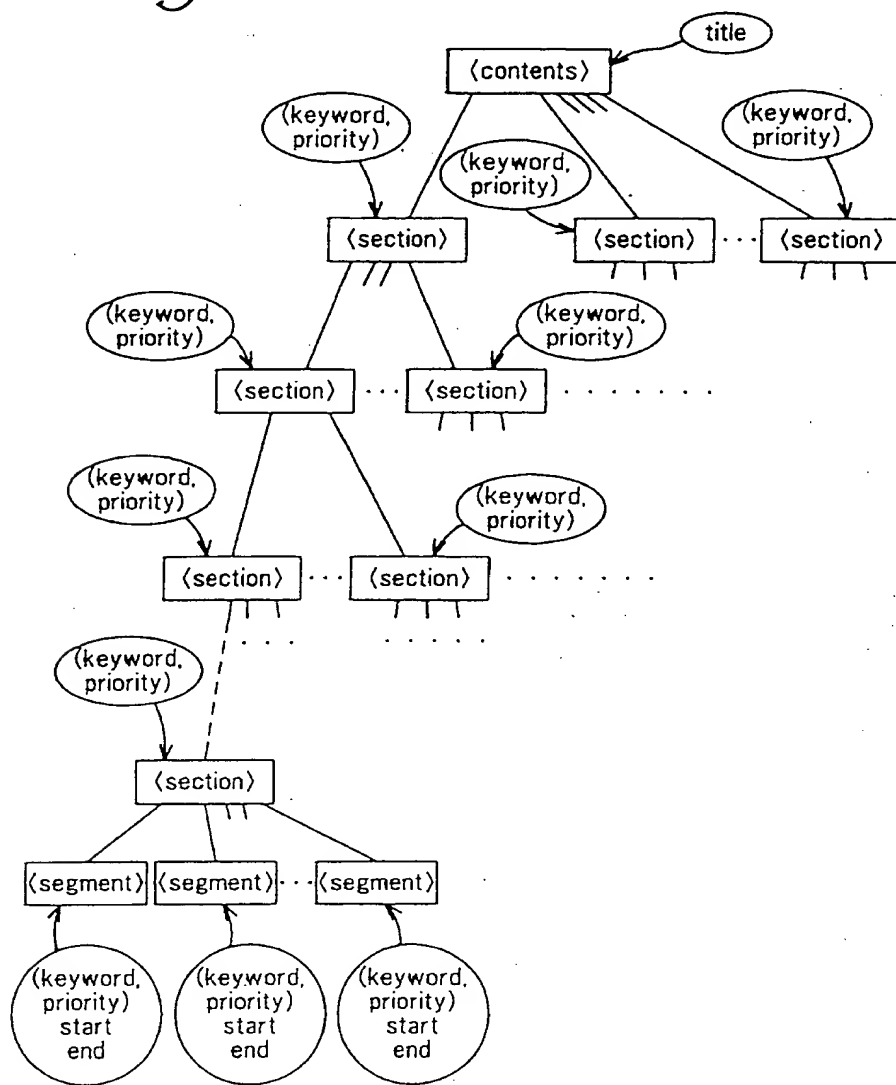 title
⟨contents⟩
(keyword,
priority)
(keyword,
priority)
(keyword,
priority)
⟨section⟩
⟨section⟩ ... ⟨section⟩
(keyword,
priority)
(keyword,
priority)
⟨section⟩ ... ⟨section⟩ . . . . . . .
(keyword,
priority)
(keyword,
priority)
⟨section⟩ ... ⟨section⟩ . . . . . . .
. . . . . . . . .
(keyword,
priority)
⟨section⟩
⟨segment⟩ ⟨segment⟩ ... ⟨segment⟩
(keyword,
priority)
start
end
(keyword,
priority)
start
end
(keyword,
priority)
start
end